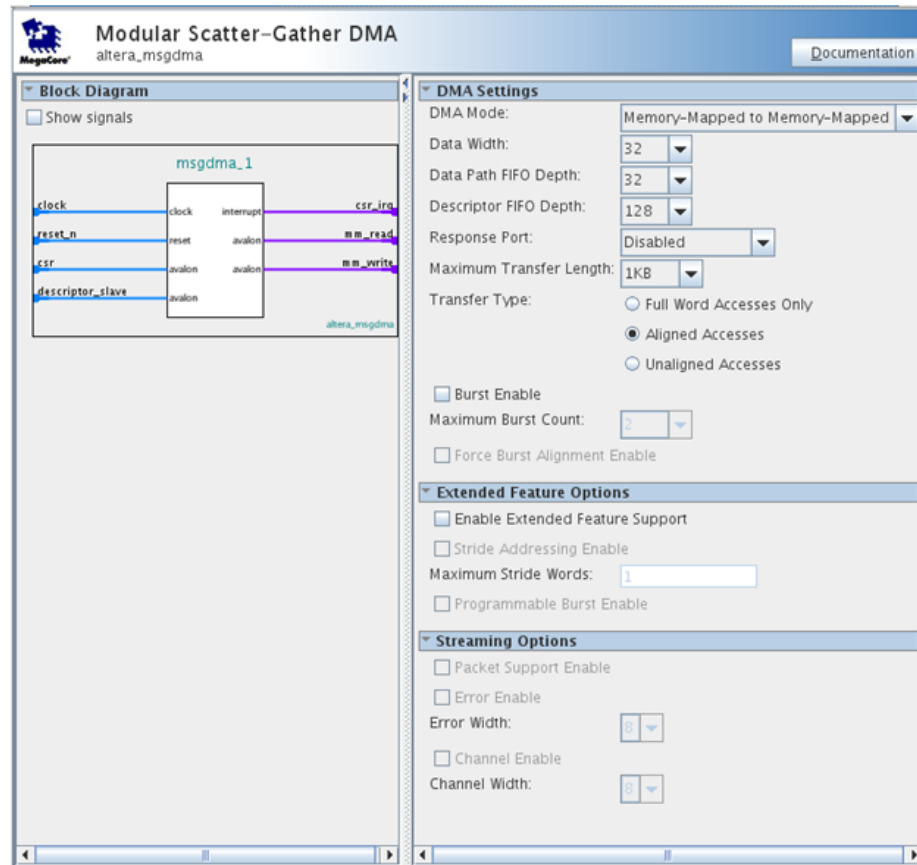 Modular Scatter-Gather DMA
altera_msgdma
MegaCore®
Documentation
Block Diagram
Show signals
msgdma_1
clock
clock
interrupt
csr_irq
reset_n
reset
avalon
mm_read
csr
avalon
avalon
mm_write
descriptor_slave
avalon
altera_msgdma
DMA Settings
DMA Mode: Memory-Mapped to Memory-Mapped
Data Width: 32
Data Path FIFO Depth: 32
Descriptor FIFO Depth: 128
Response Port: Disabled
Maximum Transfer Length: 1KB
Transfer Type: Full Word Accesses Only
Aligned Accesses
Unaligned Accesses
Burst Enable
Maximum Burst Count: 2
Force Burst Alignment Enable
Extended Feature Options
Enable Extended Feature Support
Stride Addressing Enable
Maximum Stride Words: 1
Programmable Burst Enable
Streaming Options
Packet Support Enable
Error Enable
Error Width: 8
Channel Enable
Channel Width: 8